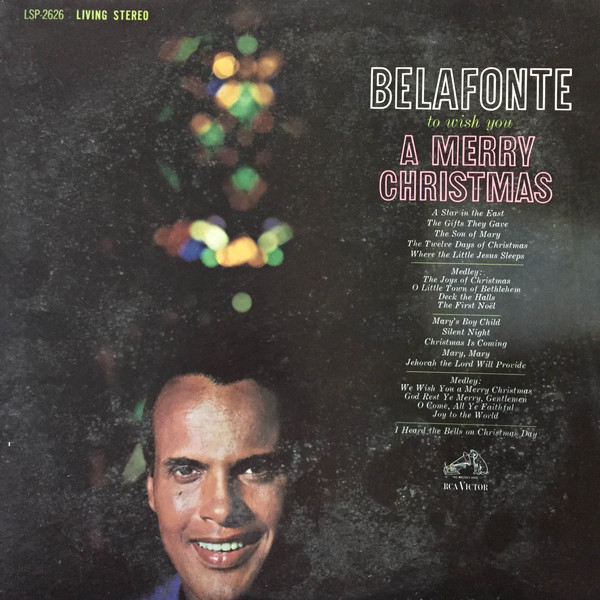 LSP-2626 LIVING STEREO
BELAFONTE
to wish you
A MERRY
CHRISTMAS
A Star in the East
The Gifts They Gave
The Son of Mary
The Twelve Days of Christmas
Where the Little Jesus Sleeps
Medley:
The Joys of Christmas
O Little Town of Bethlehem
Deck the Halls
The First Noël
Mary's Boy Child
Silent Night
Christmas Is Coming
Mary, Mary
Jehovah the Lord Will Provide
Medley:
We Wish You a Merry Christmas
God Rest Ye Merry, Gentlemen
O Come, All Ye Faithful
Joy to the World
I Heard the Bells on Christmas Day
RCA VICTOR